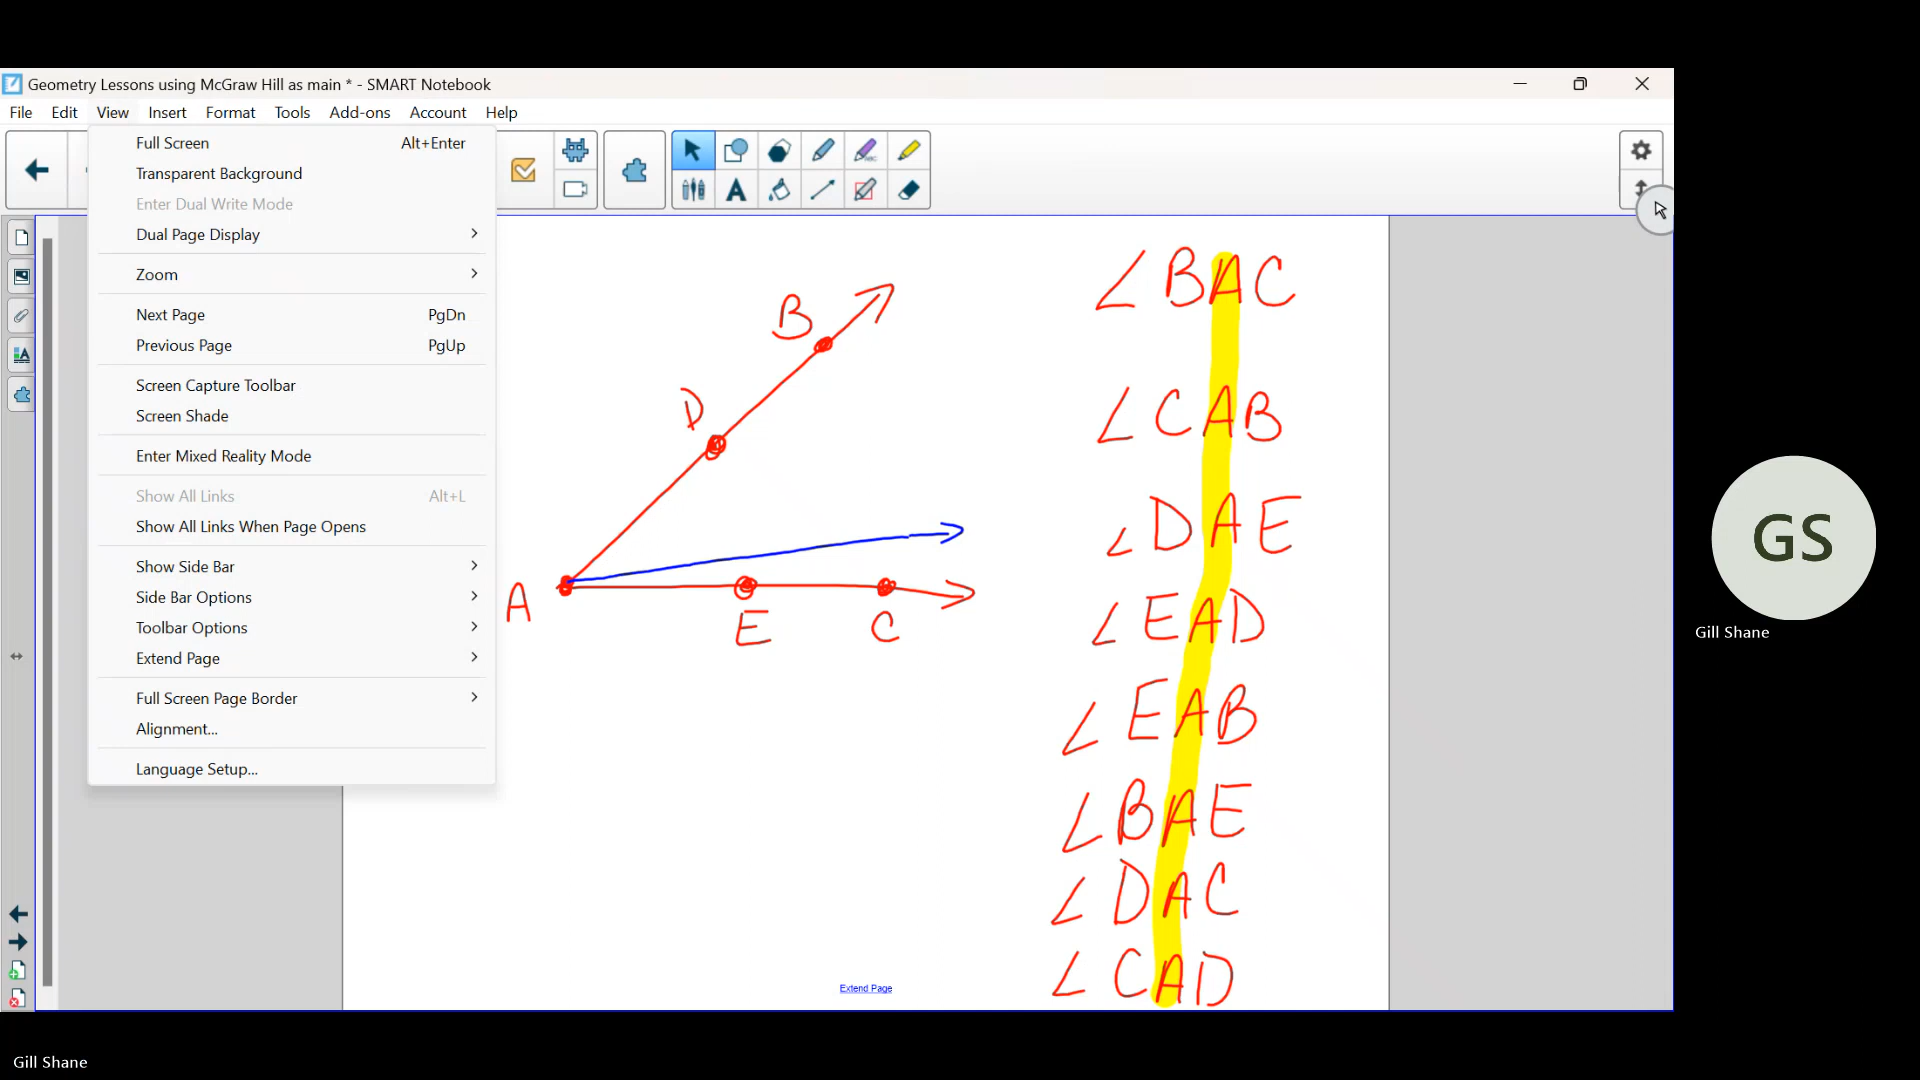 Geometry Lessons using McGraw Hill as main * - SMART Notebook
File Edit View Insert Format Tools Add-ons Account Help
Full Screen Alt+Enter
Transparent Background
Enter Dual Write Mode
Dual Page Display
Zoom
Next Page PgDn
Previous Page PgUp
Screen Capture Toolbar
Screen Shade
Enter Mixed Reality Mode
Show All Links Alt+L
Show All Links When Page Opens
Show Side Bar
Side Bar Options
Toolbar Options
Extend Page
Full Screen Page Border
Alignment...
Language Setup...
B
D
A
E
C
∠BAC
∠CAB
∠DAE
∠EAD
∠EAB
∠BAE
∠DAC
∠CAD
Extend Page
GS
Gill Shane
Gill Shane